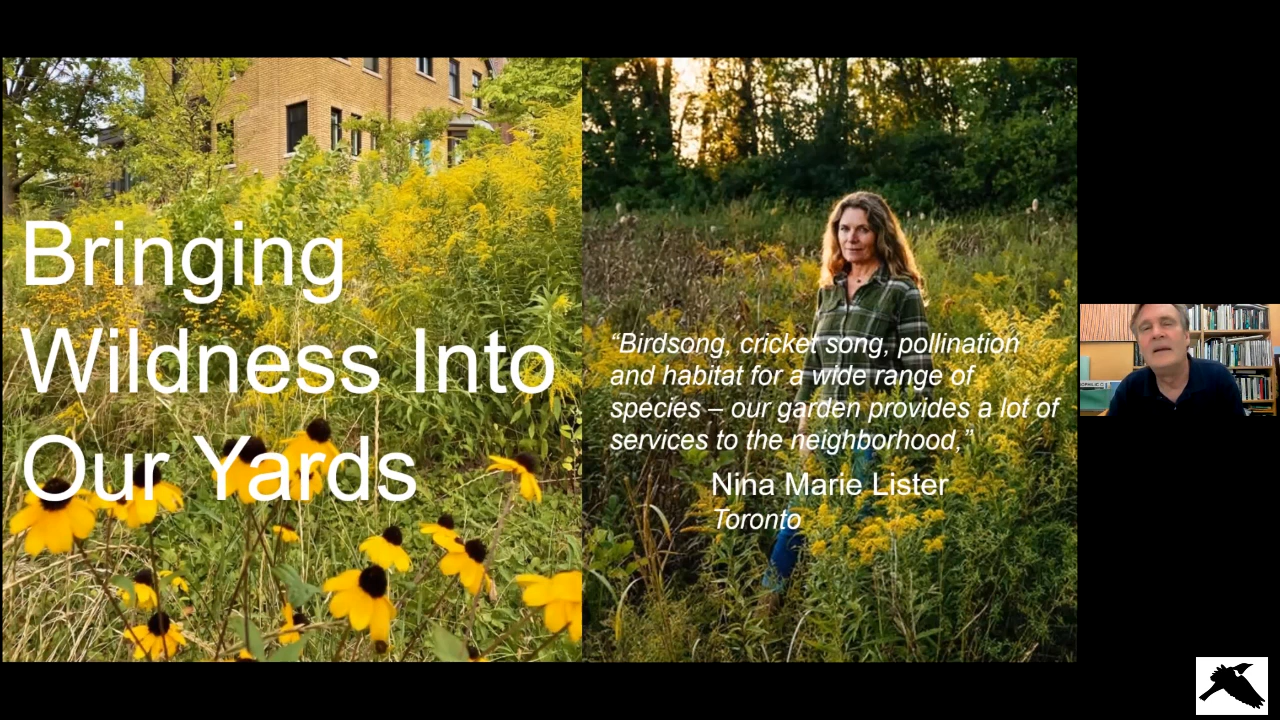 Bringing
Wildness Into
Our Yards
“Birdsong, cricket song, pollination
and habitat for a wide range of
species – our garden provides a lot of
services to the neighborhood,”
Nina Marie Lister
Toronto